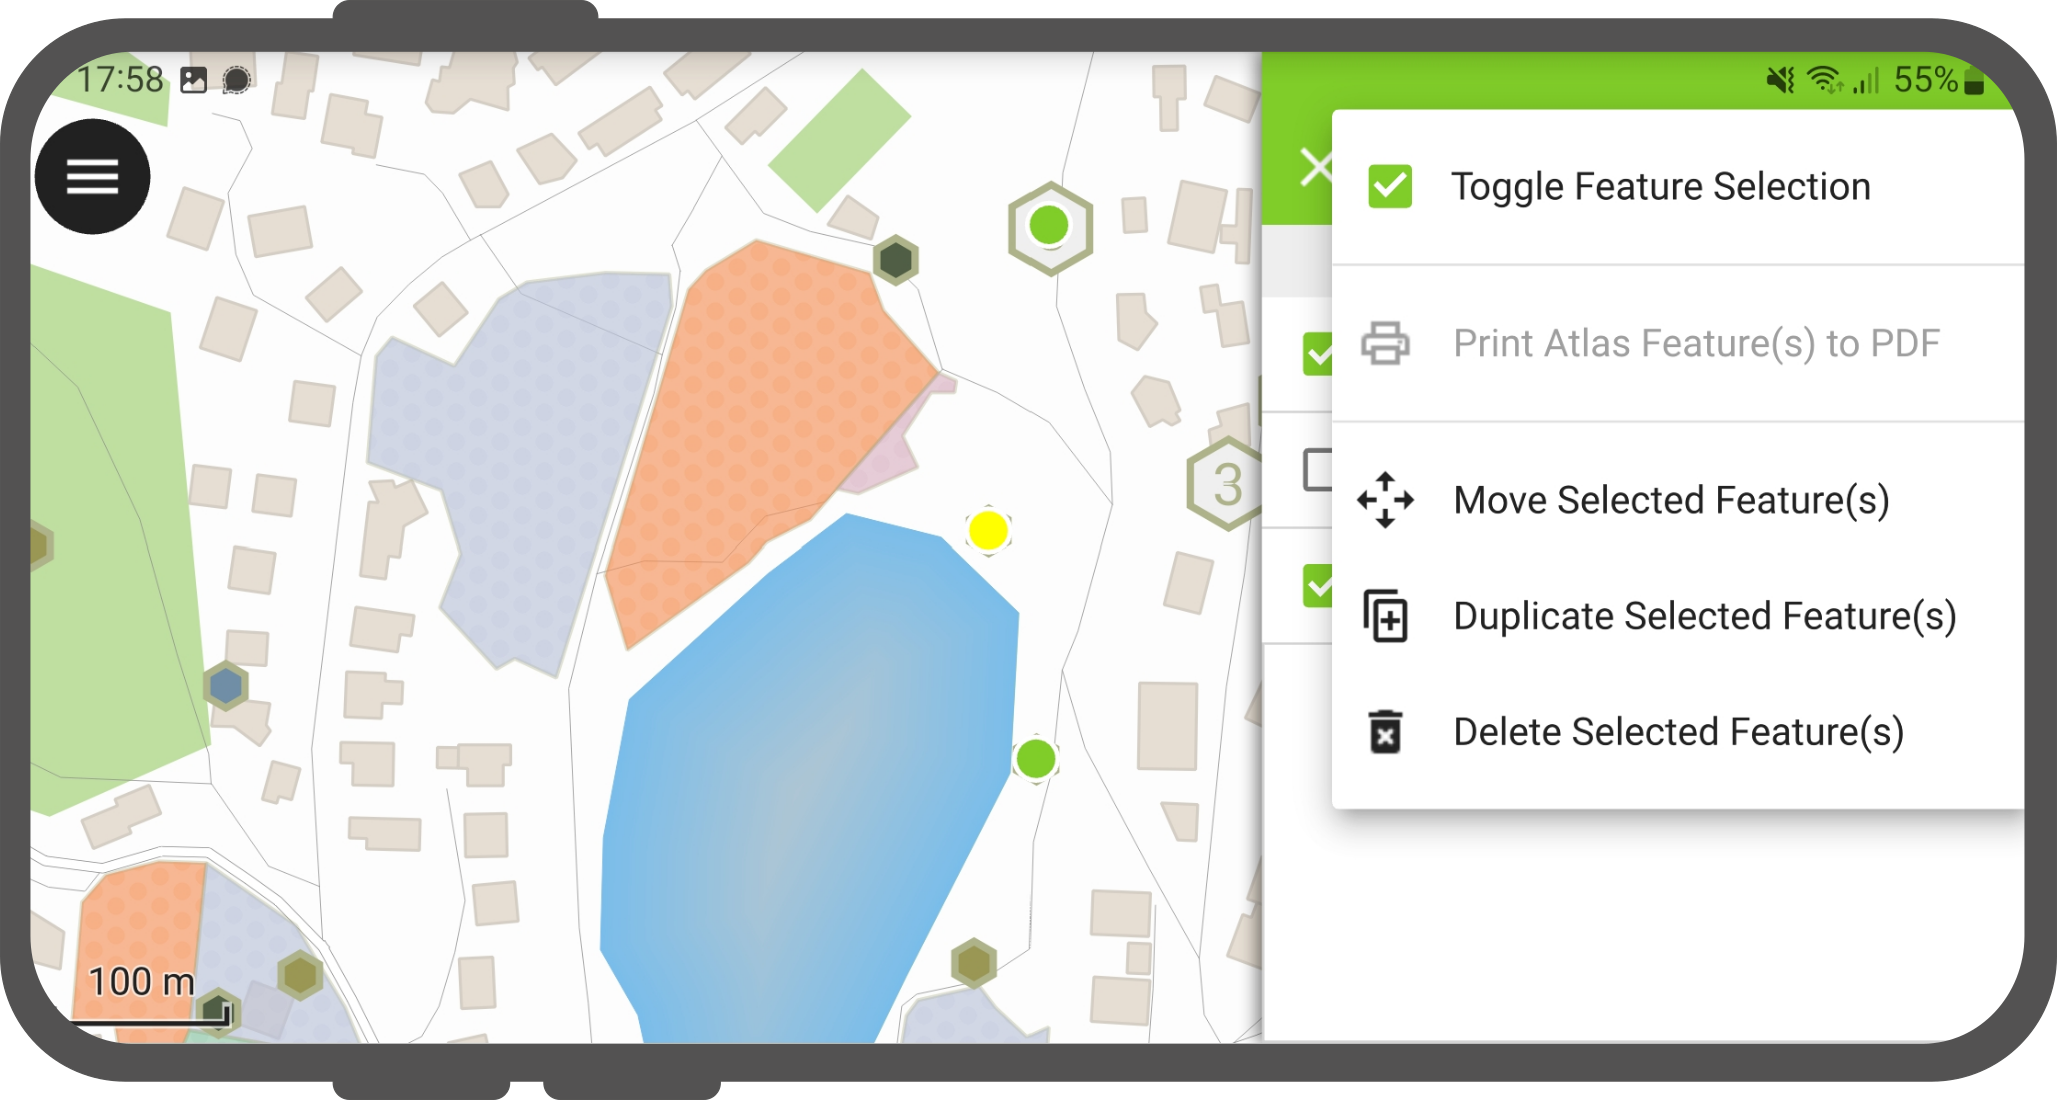 17:58
55%
Toggle Feature Selection
Print Atlas Feature(s) to PDF
3
Move Selected Feature(s)
Duplicate Selected Feature(s)
Delete Selected Feature(s)
100 m